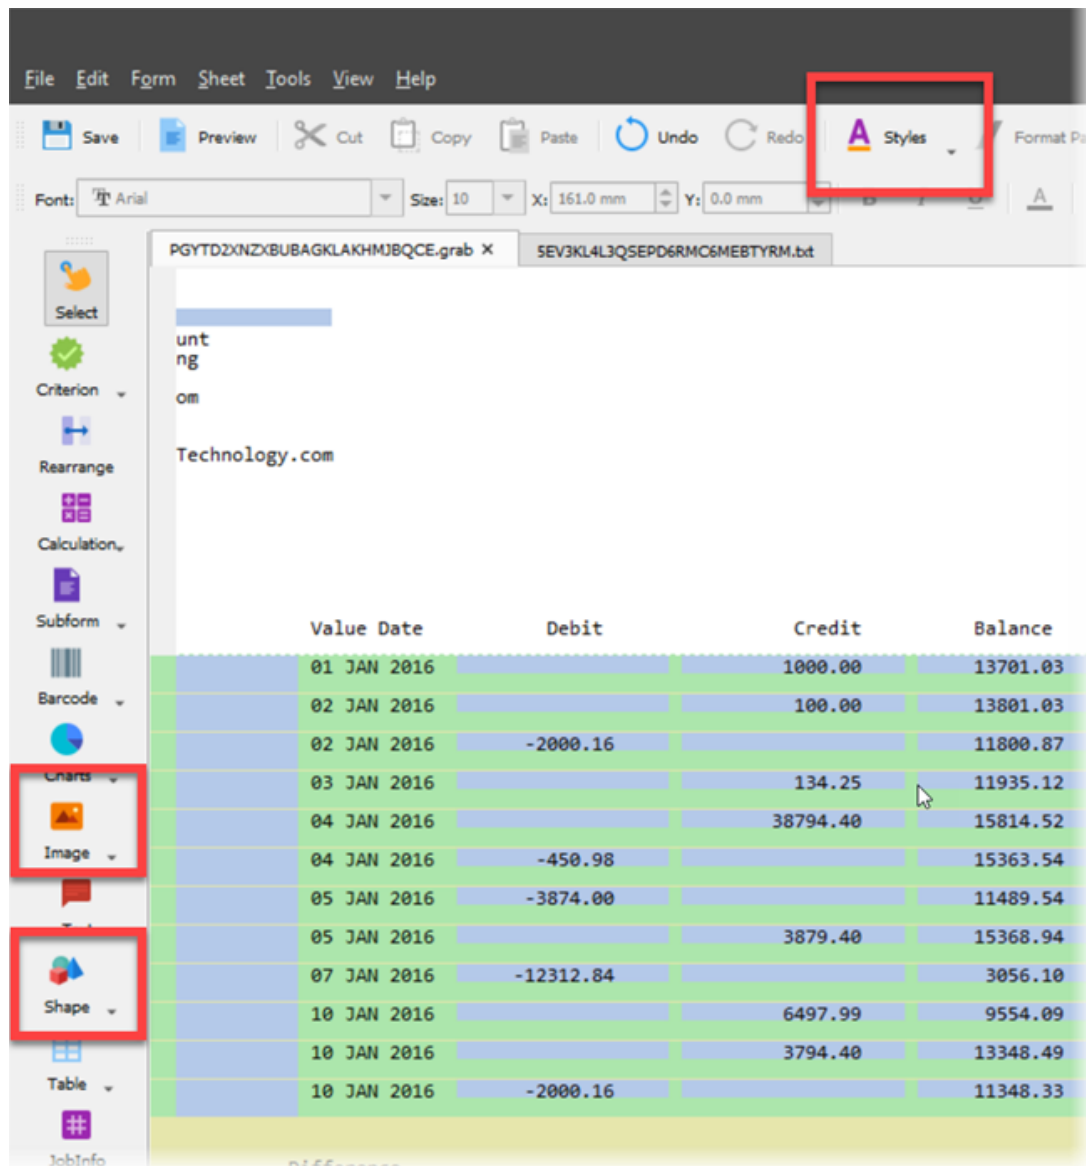 File Edit Form Sheet Tools View Help
Save Preview Cut Copy Paste Undo Redo A Styles Format Pa
Font: Arial Size: 10 X: 161.0 mm Y: 0.0 mm A
PGYTD2XNZXBUBAGKLAKHMJBQCE.grab × 5EV3KL4L3QSEPD6RMC6MEBTYRM.txt
Select
Criterion
Rearrange
Calculation
Subform
Barcode
Charts
Image
Shape
Table
JobInfo
unt
ng
om
Technology.com
Value Date Debit Credit Balance
01 JAN 2016 1000.00 13701.03
02 JAN 2016 100.00 13801.03
02 JAN 2016 -2000.16 11800.87
03 JAN 2016 134.25 11935.12
04 JAN 2016 38794.40 15814.52
04 JAN 2016 -450.98 15363.54
05 JAN 2016 -3874.00 11489.54
05 JAN 2016 3879.40 15368.94
07 JAN 2016 -12312.84 3056.10
10 JAN 2016 6497.99 9554.09
10 JAN 2016 3794.40 13348.49
10 JAN 2016 -2000.16 11348.33